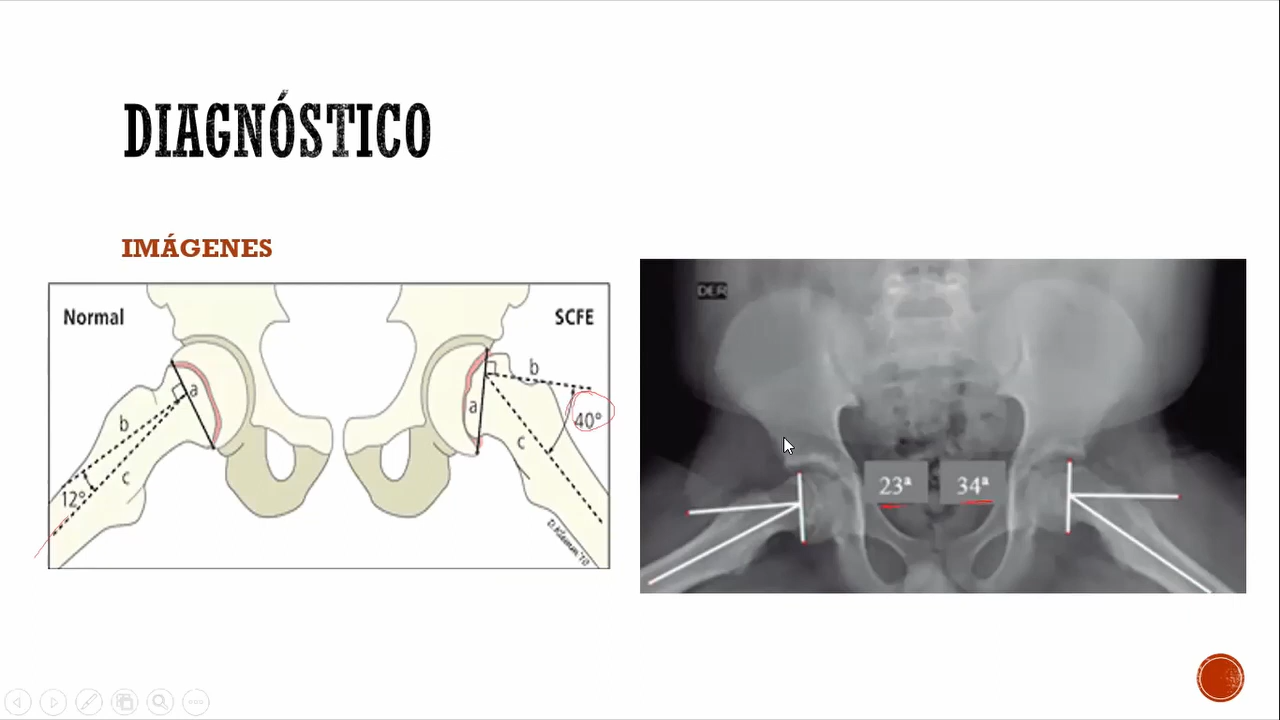 DIAGNÓSTICO
IMÁGENES
Normal
SCFE
a
b
c
12°
b
a
c
40°
DER
23ª
34ª